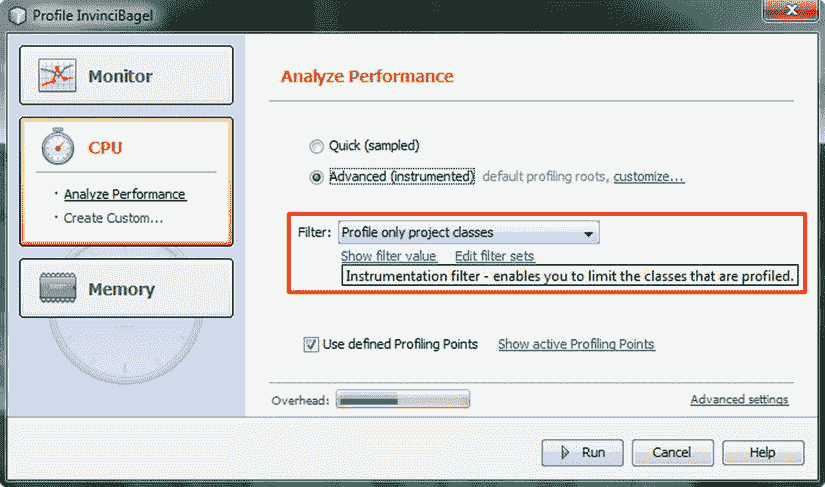 Profile InvinciBagel
Monitor
CPU
· Analyze Performance
· Create Custom...
Memory
Analyze Performance
Quick (sampled)
Advanced (instrumented) default profiling roots, customize...
Filter: Profile only project classes
Show filter value Edit filter sets
Instrumentation filter - enables you to limit the classes that are profiled.
Use defined Profiling Points Show active Profiling Points
Overhead: Advanced settings
Run Cancel Help